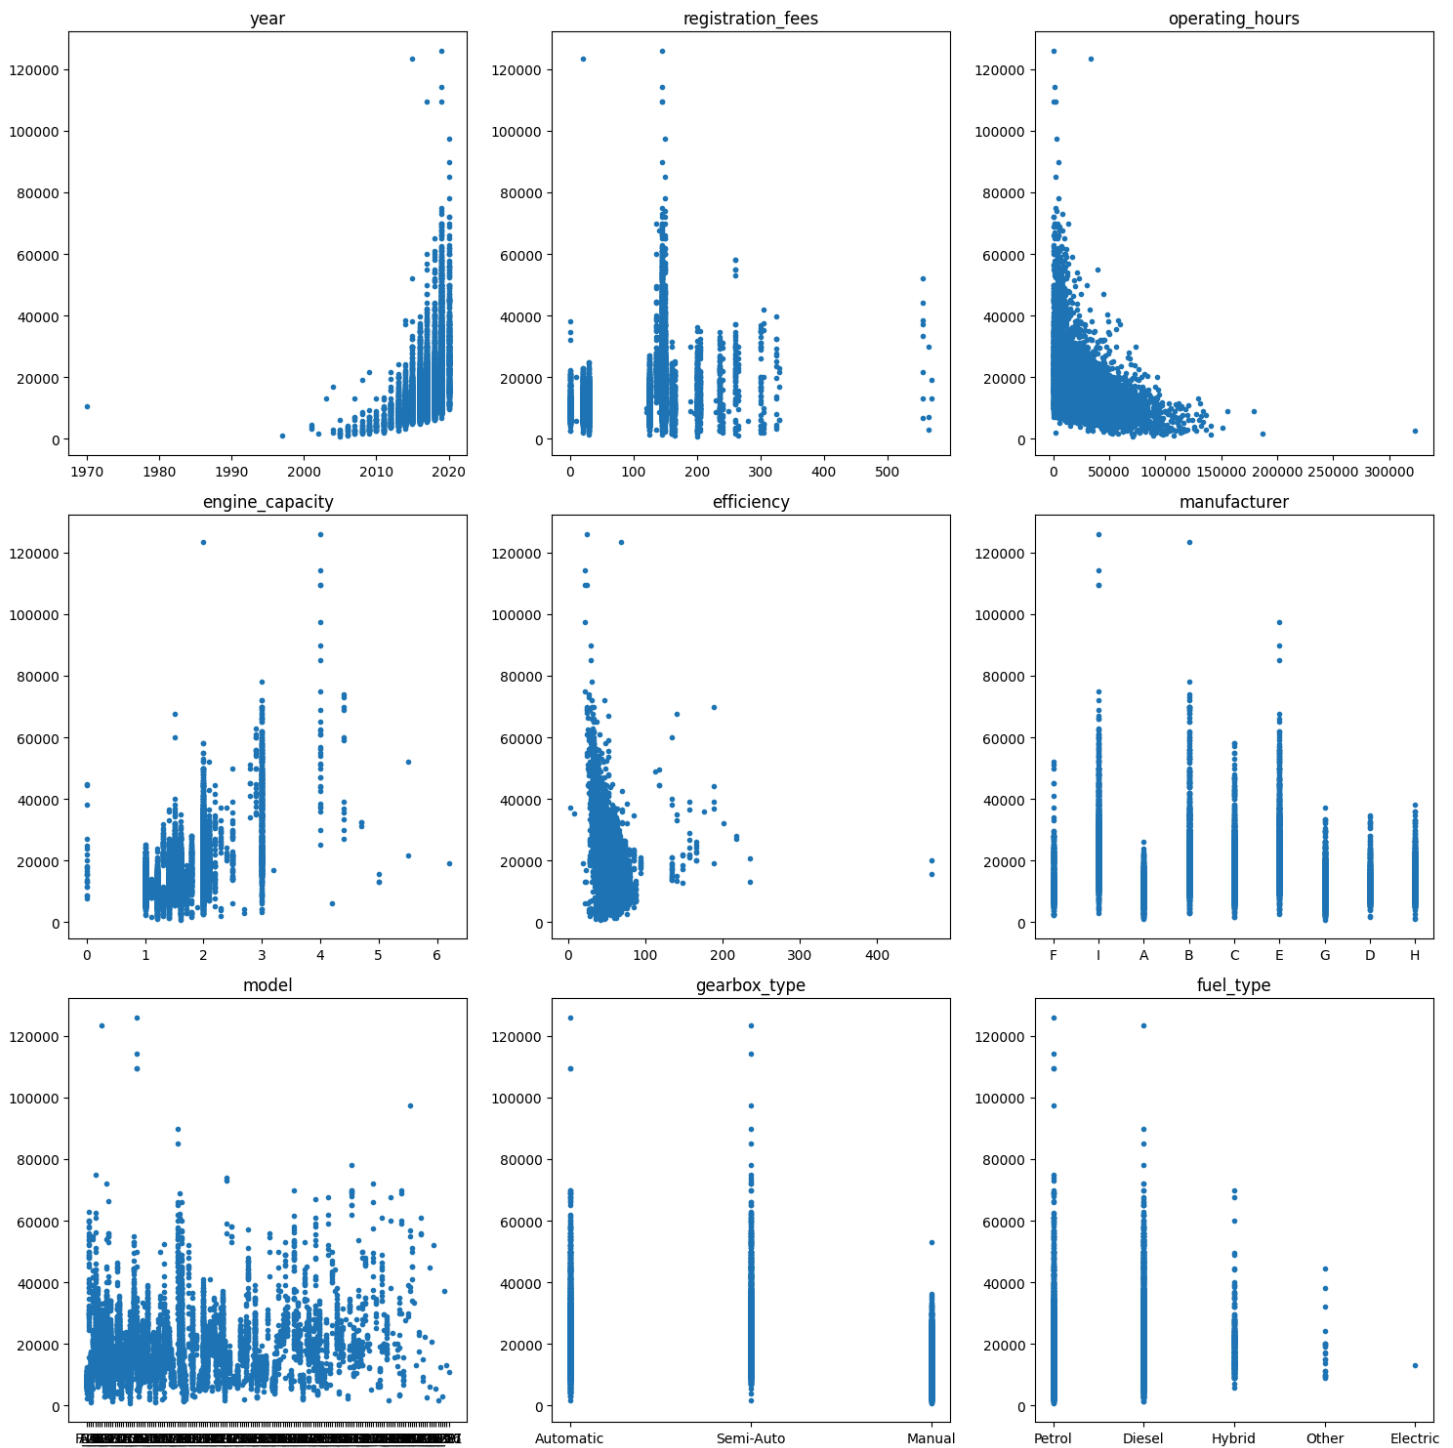 year
registration_fees
operating_hours
120000 120000 120000
100000 100000 100000
80000 80000 80000
60000 60000 60000
40000 40000 40000
20000 20000 20000
0 0 0
1970 1980 1990 2000 2010 2020
0 100 200 300 400 500
0 50000 100000 150000 200000 250000 300000
engine_capacity
efficiency
manufacturer
120000 120000 120000
100000 100000 100000
80000 80000 80000
60000 60000 60000
40000 40000 40000
20000 20000 20000
0 0 0
0 1 2 3 4 5 6
0 100 200 300 400
F I A B C E G D H
model
gearbox_type
fuel_type
120000 120000 120000
100000 100000 100000
80000 80000 80000
60000 60000 60000
40000 40000 40000
20000 20000 20000
0 0 0
Automatic Semi-Auto Manual
Petrol Diesel Hybrid Other Electric